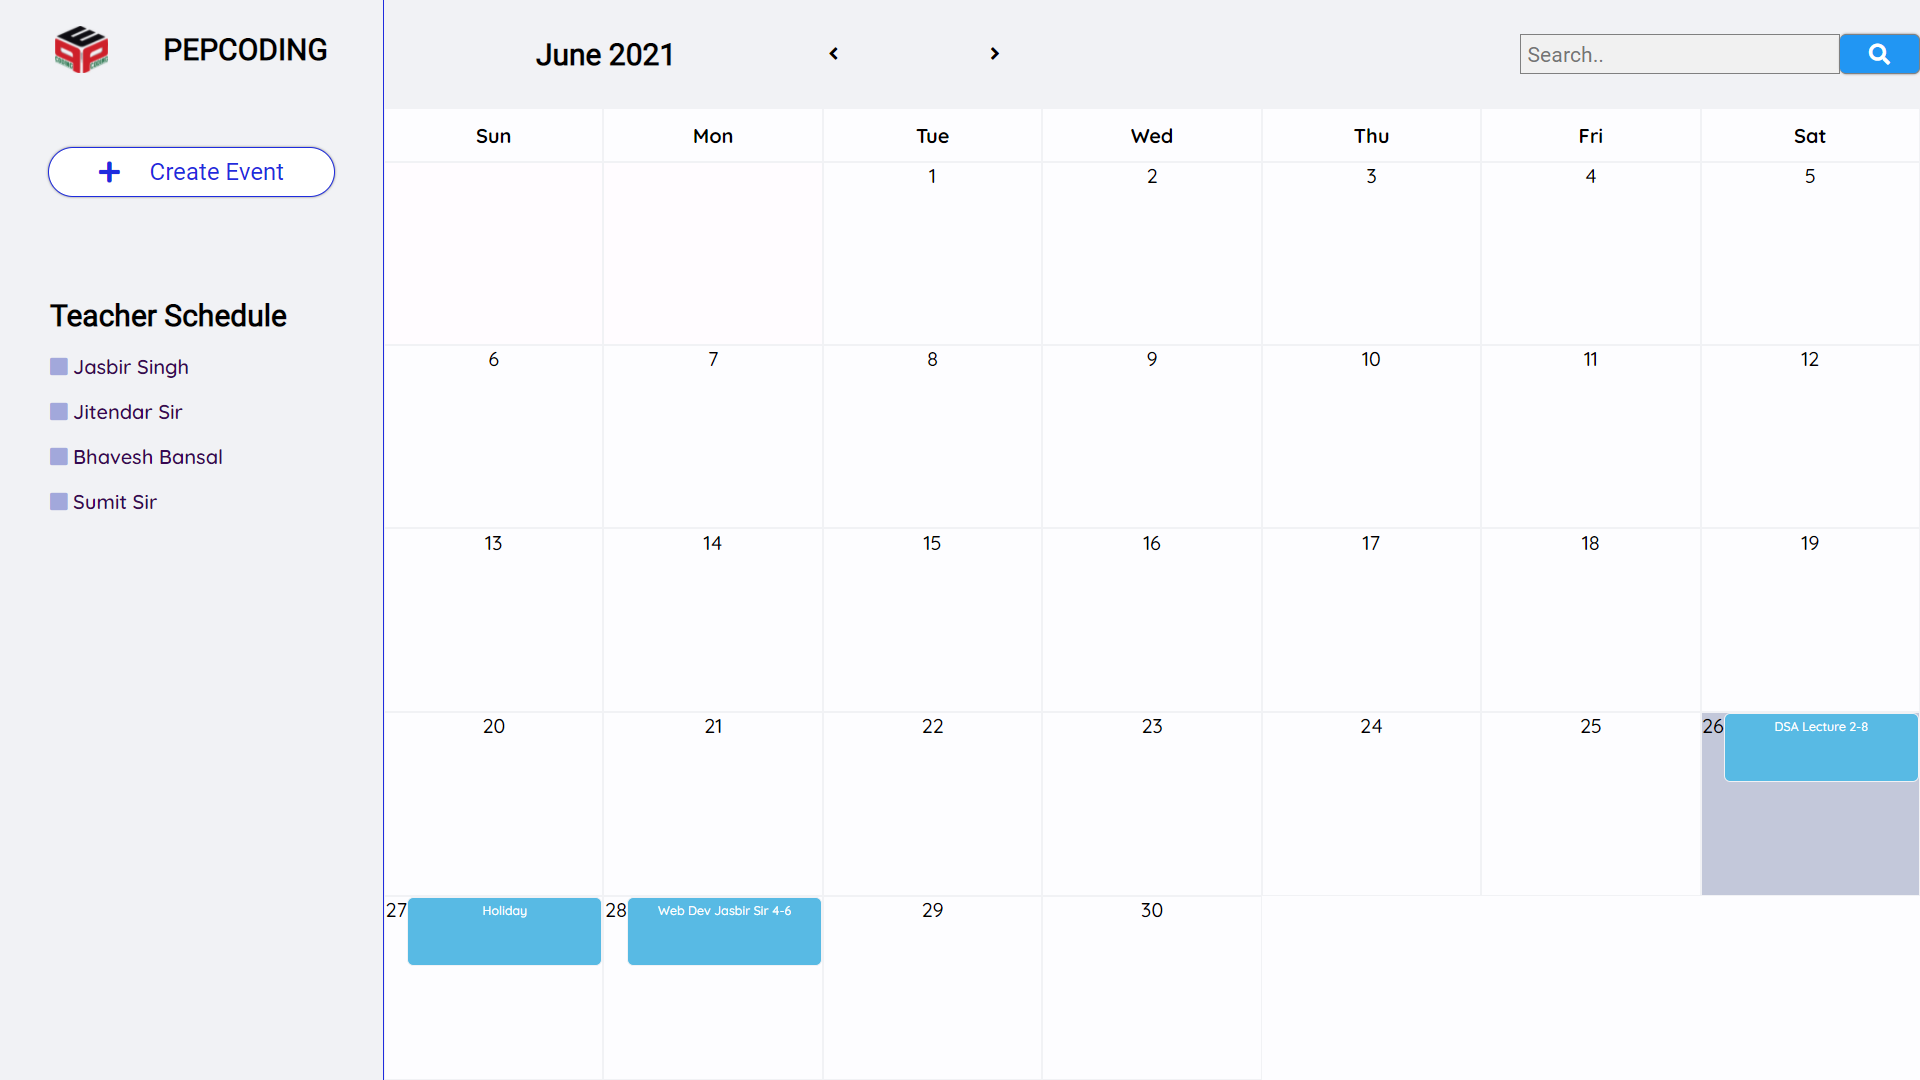 PEPCODING
June 2021
Search..
Create Event
Teacher Schedule
Jasbir Singh
Jitendar Sir
Bhavesh Bansal
Sumit Sir
Sun Mon Tue Wed Thu Fri Sat
1 2 3 4 5
6 7 8 9 10 11 12
13 14 15 16 17 18 19
20 21 22 23 24 25 26 DSA Lecture 2-8
27 Holiday 28 Web Dev Jasbir Sir 4-6 29 30